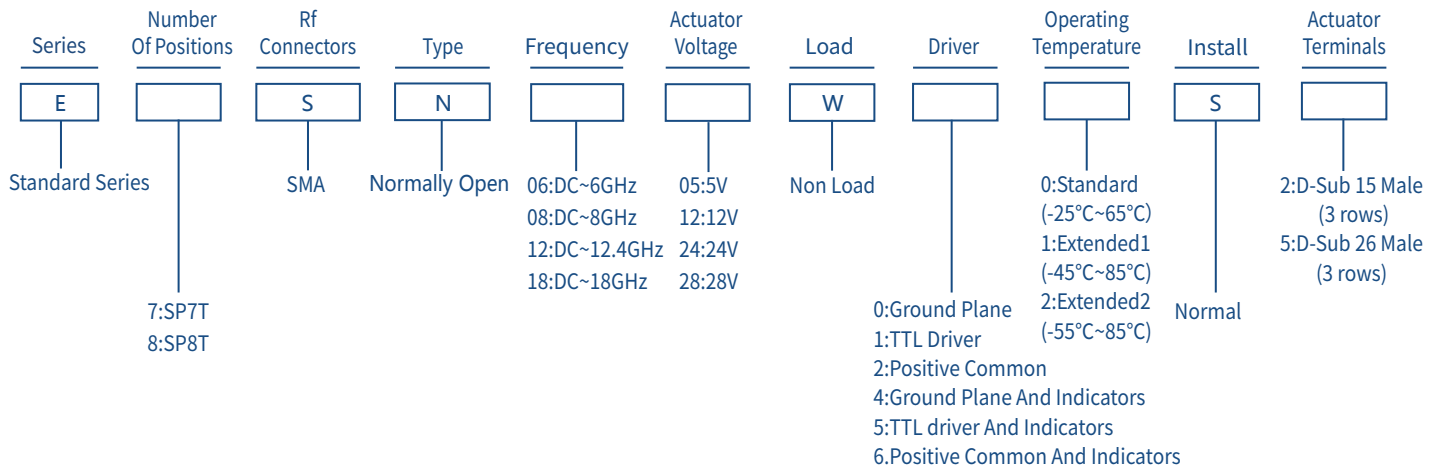 Series
Number
Of Positions
Rf
Connectors
Type
Frequency
Actuator
Voltage
Load
Driver
Operating
Temperature
Install
Actuator
Terminals
E
S
N
W
S
Standard Series
7:SP7T
8:SP8T
SMA
Normally Open
06:DC~6GHz
08:DC~8GHz
12:DC~12.4GHz
18:DC~18GHz
05:5V
12:12V
24:24V
28:28V
Non Load
0:Ground Plane
1:TTL Driver
2:Positive Common
4:Ground Plane And Indicators
5:TTL driver And Indicators
6.Positive Common And Indicators
0:Standard
(-25°C~65°C)
1:Extended1
(-45°C~85°C)
2:Extended2
(-55°C~85°C)
Normal
2:D-Sub 15 Male
(3 rows)
5:D-Sub 26 Male
(3 rows)